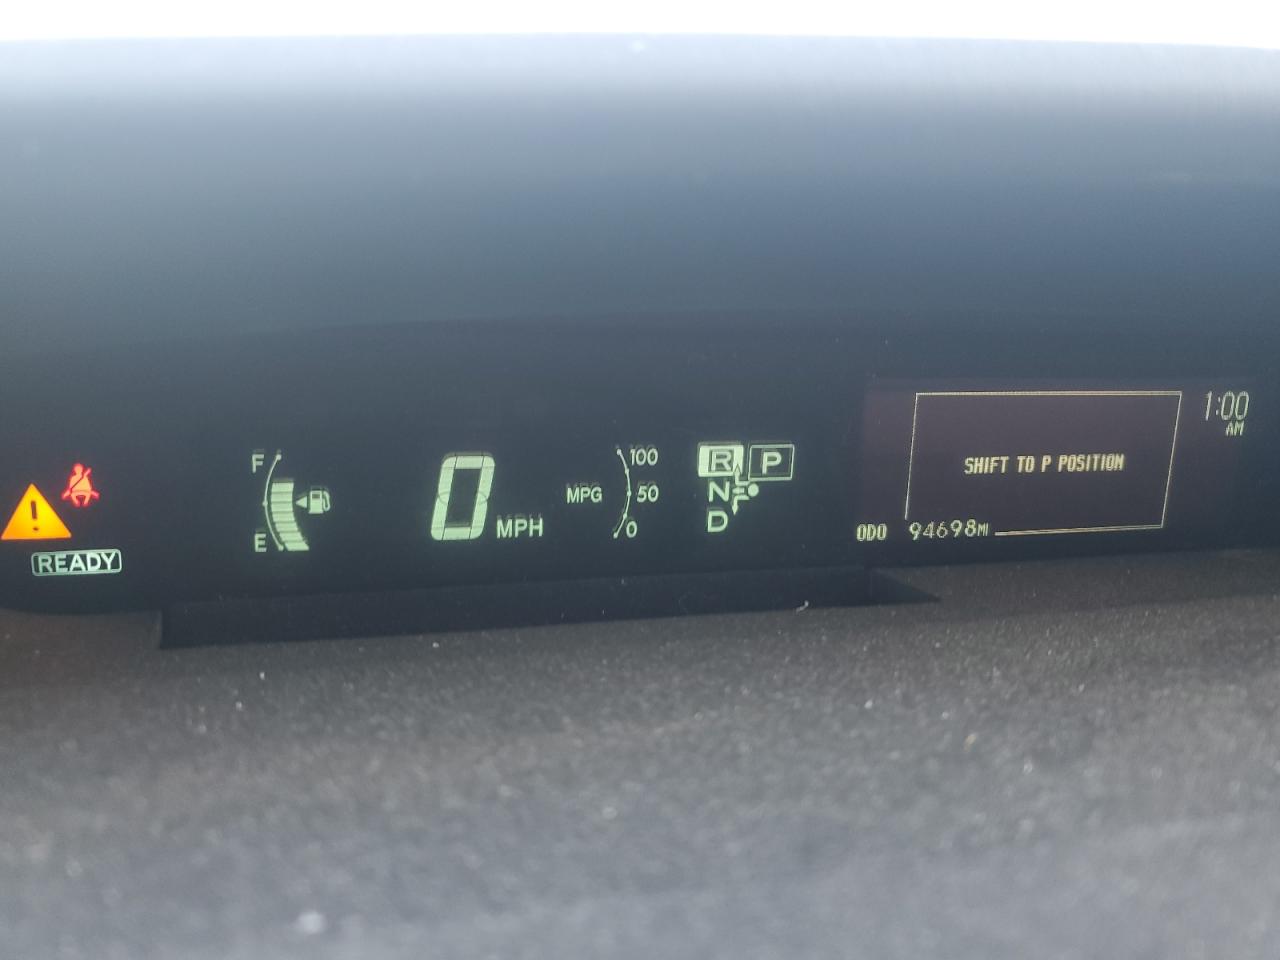 READY
F
E
0 MPH
MPG
100
50
0
R P
N
D
SHIFT TO P POSITION
1:00
AM
ODO 94698MI